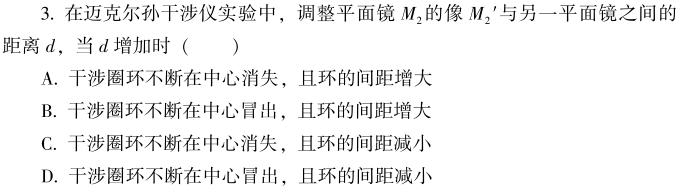 3. 在迈克尔孙干涉仪实验中，调整平面镜 M₂的像 M₂′与另一平面镜之间的
距离 d，当 d 增加时（　　）
A. 干涉圈环不断在中心消失，且环的间距增大
B. 干涉圈环不断在中心冒出，且环的间距增大
C. 干涉圈环不断在中心消失，且环的间距减小
D. 干涉圈环不断在中心冒出，且环的间距减小